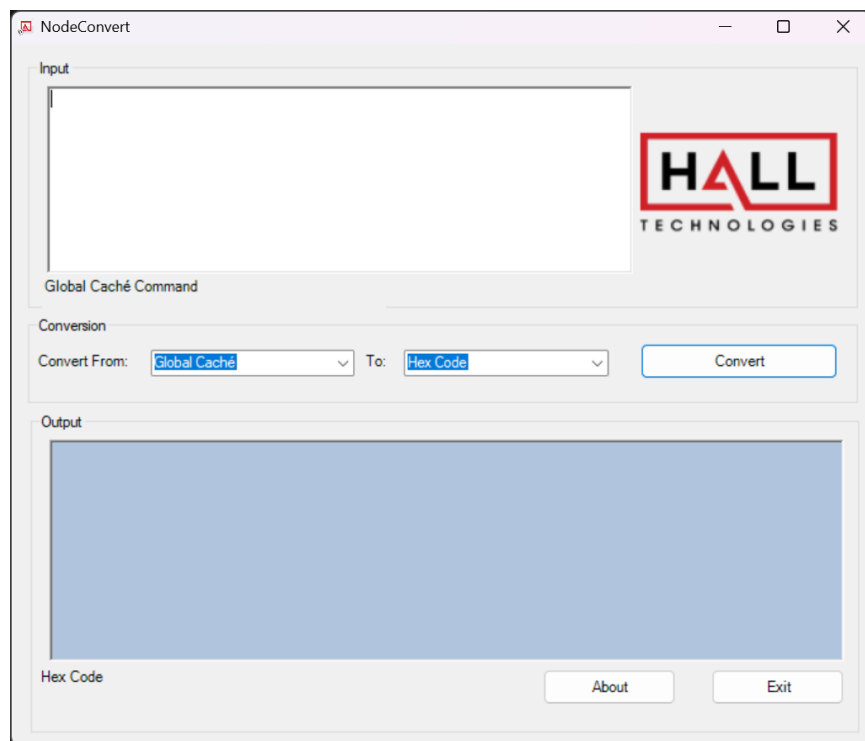 NodeConvert
Input
HALL
TECHNOLOGIES
Global Caché Command
Conversion
Convert From: Global Caché To: Hex Code Convert
Output
Hex Code
About Exit